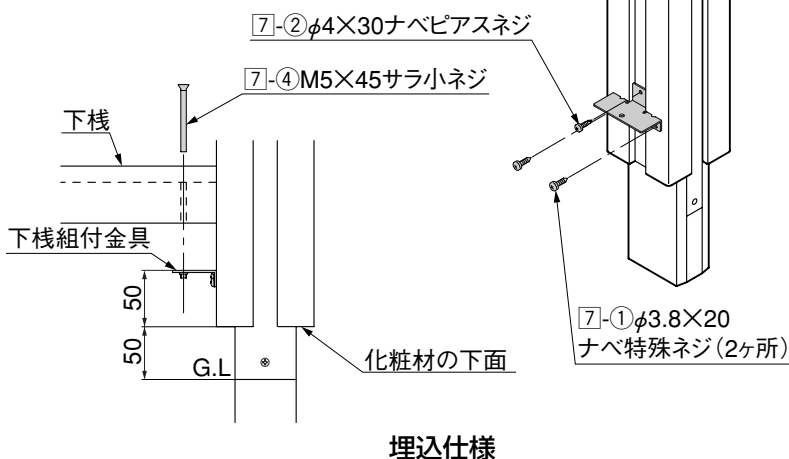 7-②φ4×30ナベピアスネジ
7-④M5×45サラ小ネジ
下桟
下桟組付金具
50
50
G.L
化粧材の下面
7-①φ3.8×20
ナベ特殊ネジ(2ヶ所)
埋込仕様